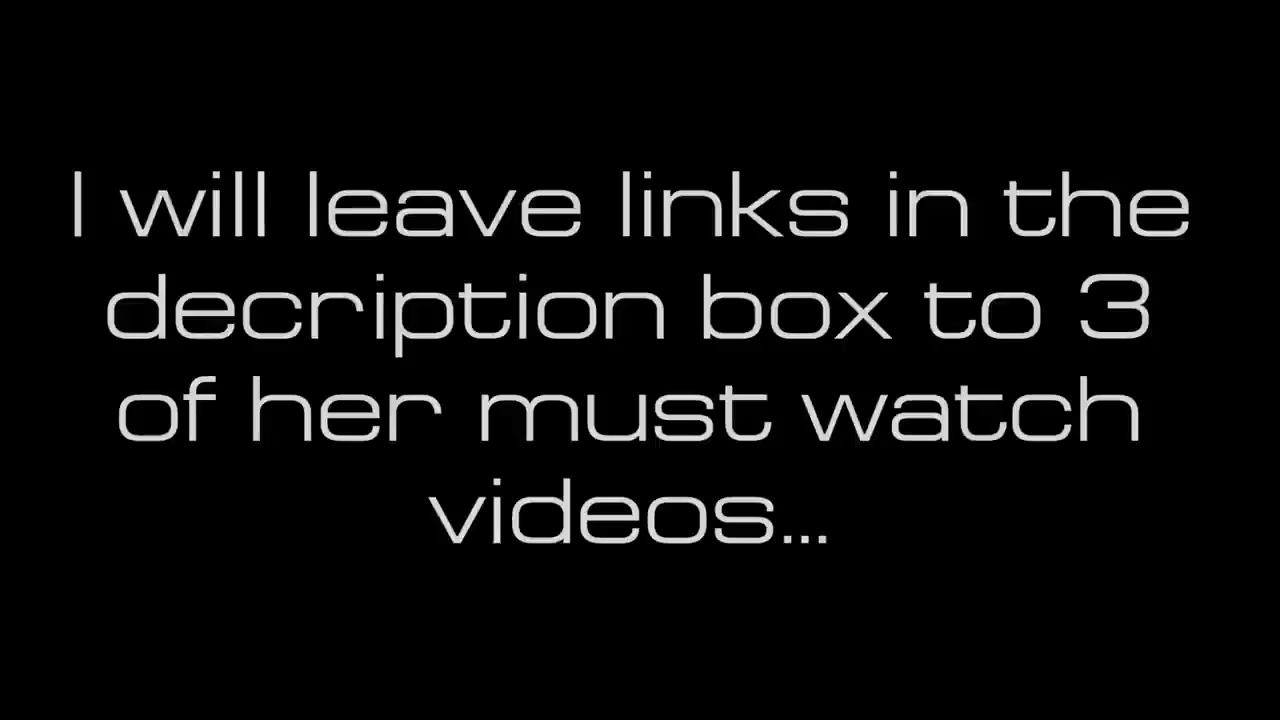 I will leave links in the
decription box to 3
of her must watch
videos...